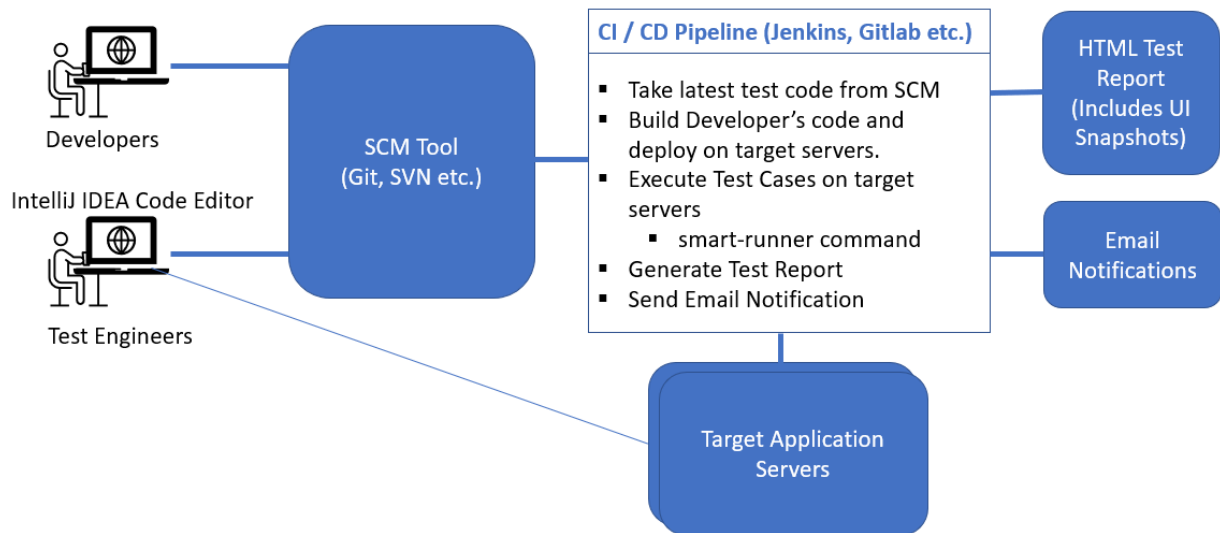 Developers
IntelliJ IDEA Code Editor
Test Engineers
SCM Tool
(Git, SVN etc.)
CI / CD Pipeline (Jenkins, Gitlab etc.)
▪ Take latest test code from SCM
▪ Build Developer’s code and
deploy on target servers.
▪ Execute Test Cases on target
servers
▪ smart-runner command
▪ Generate Test Report
▪ Send Email Notification
HTML Test
Report
(Includes UI
Snapshots)
Email
Notifications
Target Application
Servers